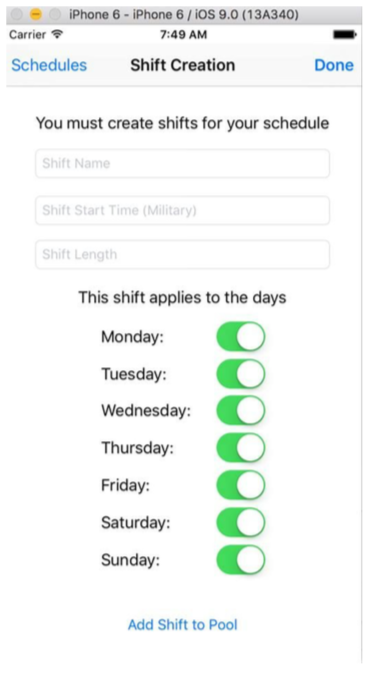 iPhone 6 - iPhone 6 / iOS 9.0 (13A340)
Carrier 7:49 AM
Schedules Shift Creation Done
You must create shifts for your schedule
Shift Name
Shift Start Time (Military)
Shift Length
This shift applies to the days
Monday:
Tuesday:
Wednesday:
Thursday:
Friday:
Saturday:
Sunday:
Add Shift to Pool